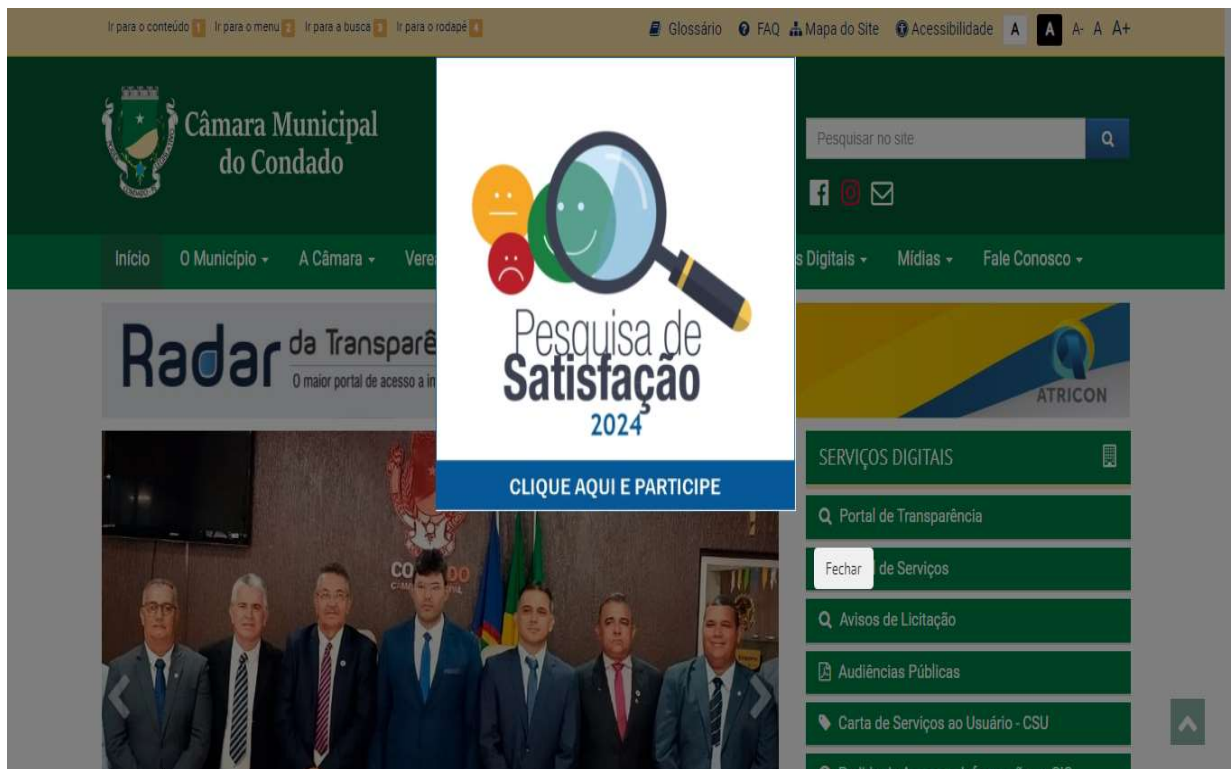 Ir para o conteúdo 1 Ir para o menu 2 Ir para a busca 3 Ir para o rodapé 4
Glossário FAQ Mapa do Site Acessibilidade A A A- A A+
Câmara Municipal
do Condado
Pesquisar no site
Início O Município A Câmara s Digitais Mídias Fale Conosco
Radar da Transparê
O maior portal de acesso a in
ATRICON
Pesquisa de
Satisfação
2024
CLIQUE AQUI E PARTICIPE
SERVIÇOS DIGITAIS
Portal de Transparência
Fechar de Serviços
Avisos de Licitação
Audiências Públicas
Carta de Serviços ao Usuário - CSU